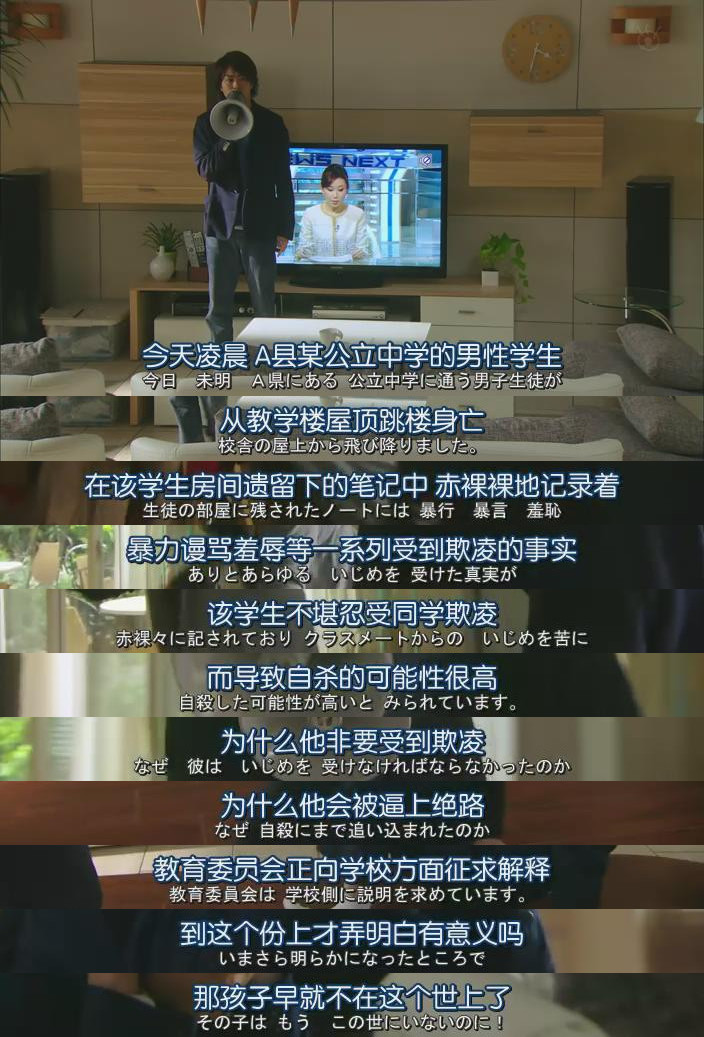 NEWS NEXT
今天凌晨 A县某公立中学的男性学生
今日　未明　A県にある 公立中学に通う男子生徒が
从教学楼屋顶跳楼身亡
校舎の屋上から飛び降りました。
在该学生房间遗留下的笔记中 赤裸裸地记录着
生徒の部屋に残されたノートには 暴行　暴言　羞恥
暴力谩骂羞辱等一系列受到欺凌的事实
ありとあらゆる　いじめを 受けた真実が
该学生不堪忍受同学欺凌
赤裸々に記されており クラスメートからの　いじめを苦に
而导致自杀的可能性很高
自殺した可能性が高いと みられています。
为什么他非要受到欺凌
なぜ　彼は　いじめを 受けなければならなかったのか
为什么他会被逼上绝路
なぜ 自殺にまで追い込まれたのか
教育委员会正向学校方面征求解释
教育委員会は 学校側に説明を求めています。
到这个份上才弄明白有意义吗
いまさら明らかになったところで
那孩子早就不在这个世上了
その子は もう　この世にいないのに！